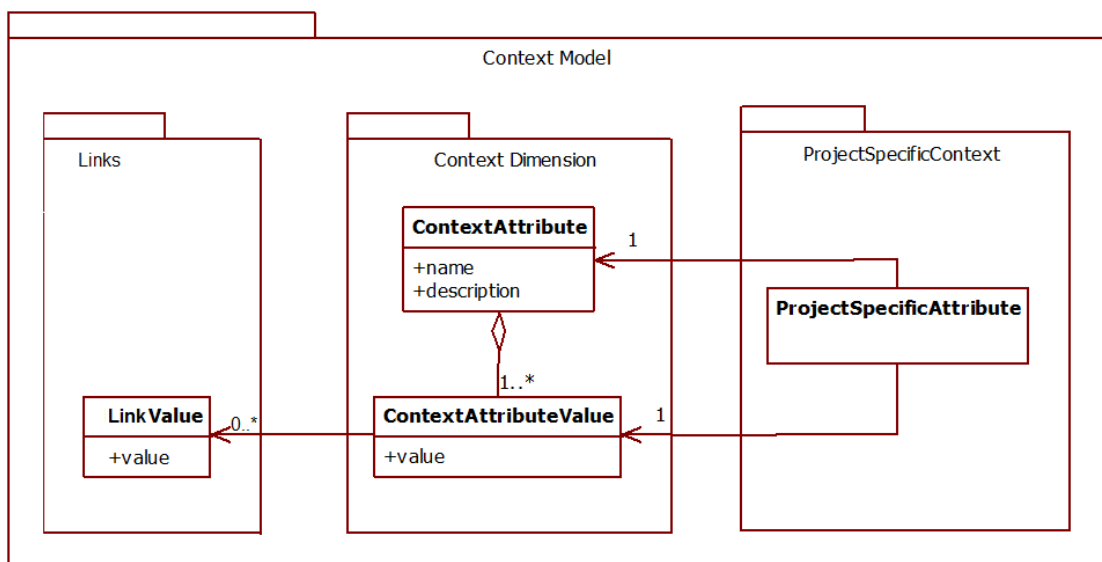 Context Model
Links
Context Dimension
ProjectSpecificContext
ContextAttribute
+name
+description
1
ProjectSpecificAttribute
1..*
LinkValue
+value
0..*
ContextAttributeValue
+value
1